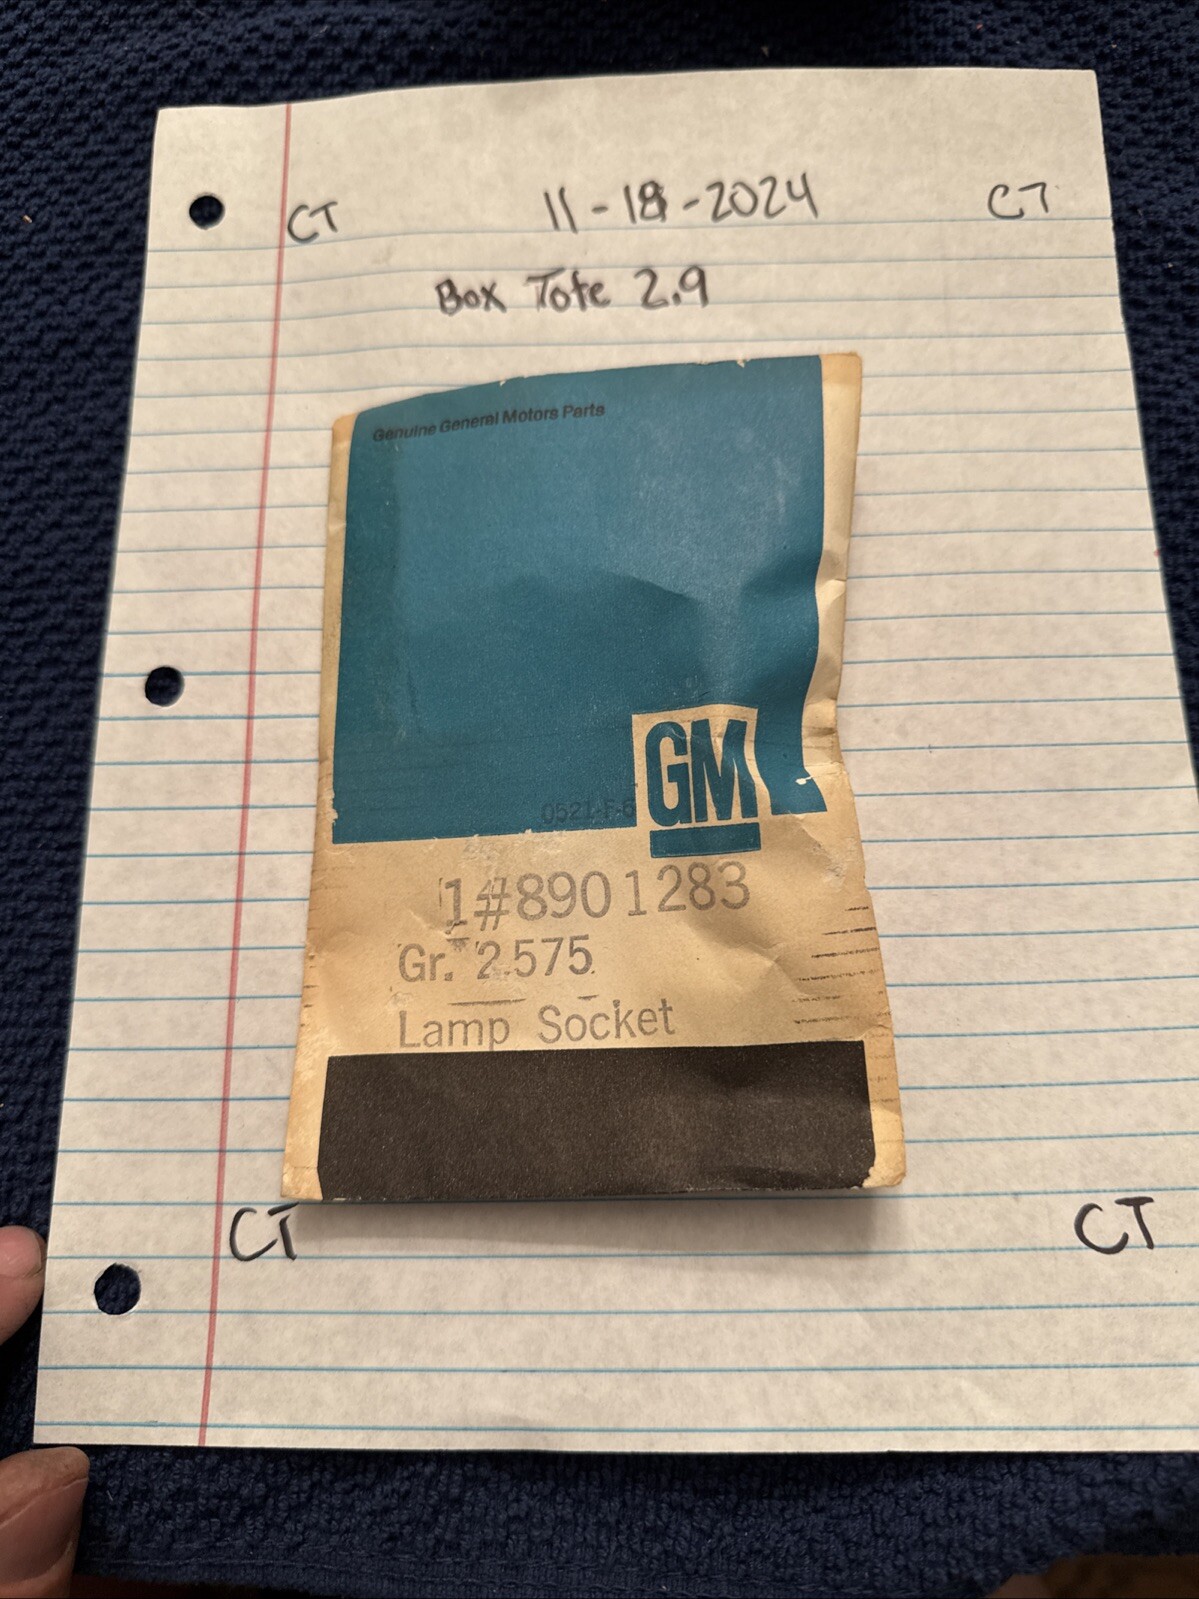 CT 11-18-2024 CT
Box Tote 2.9
Genuine General Motors Parts
GM
0521-F-6
1#8901283
Gr. 2.575
Lamp Socket
CT CT